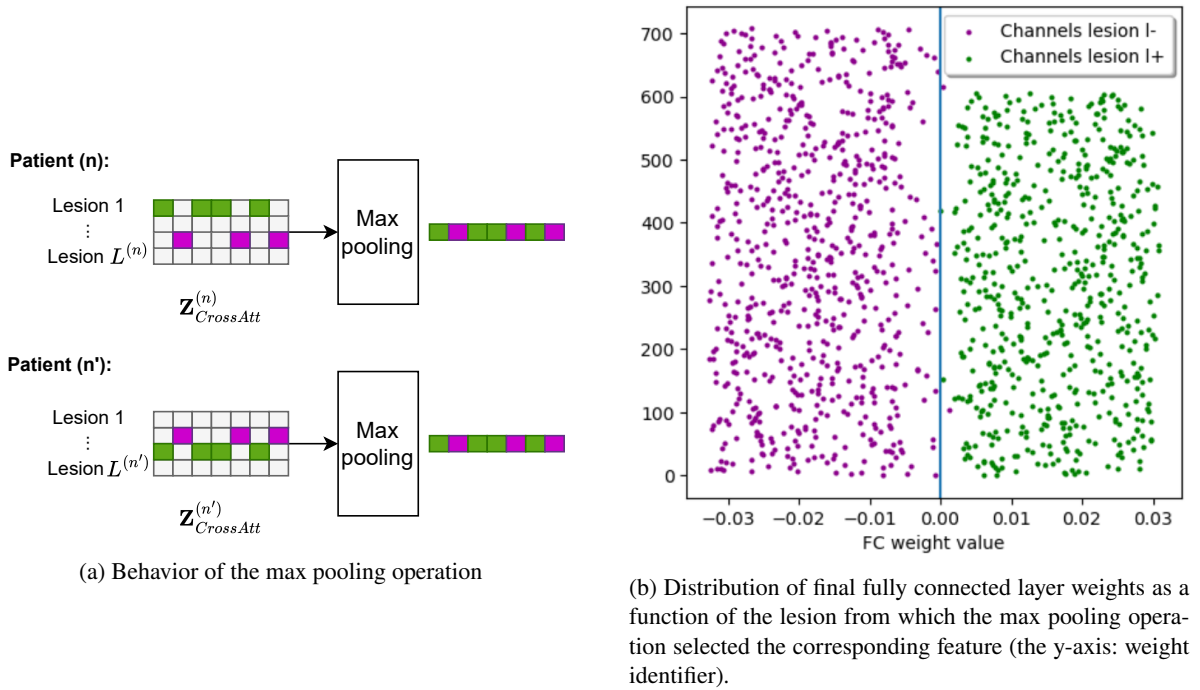 Patient (n):
Lesion 1
⋮
Lesion L^(n)
Max
pooling
Z^(n)_CrossAtt
Patient (n'):
Lesion 1
⋮
Lesion L^(n')
Max
pooling
Z^(n')_CrossAtt
(a) Behavior of the max pooling operation
Channels lesion l-
Channels lesion l+
700
600
500
400
300
200
100
0
−0.03 −0.02 −0.01 0.00 0.01 0.02 0.03
FC weight value
(b) Distribution of final fully connected layer weights as a
function of the lesion from which the max pooling opera-
tion selected the corresponding feature (the y-axis: weight
identifier).